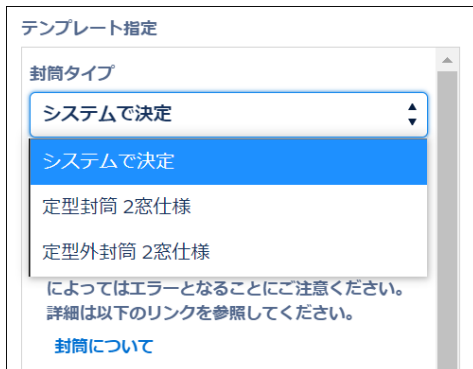 テンプレート指定
封筒タイプ
システムで決定
システムで決定
定型封筒 2窓仕様
定型外封筒 2窓仕様
によってはエラーとなることにご注意ください。
詳細は以下のリンクを参照してください。
封筒について